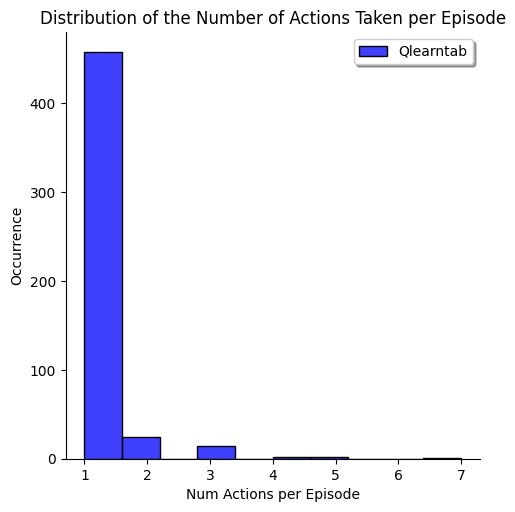 Distribution of the Number of Actions Taken per Episode
Qlearntab
400
300
200
100
0
Occurrence
1 2 3 4 5 6 7
Num Actions per Episode